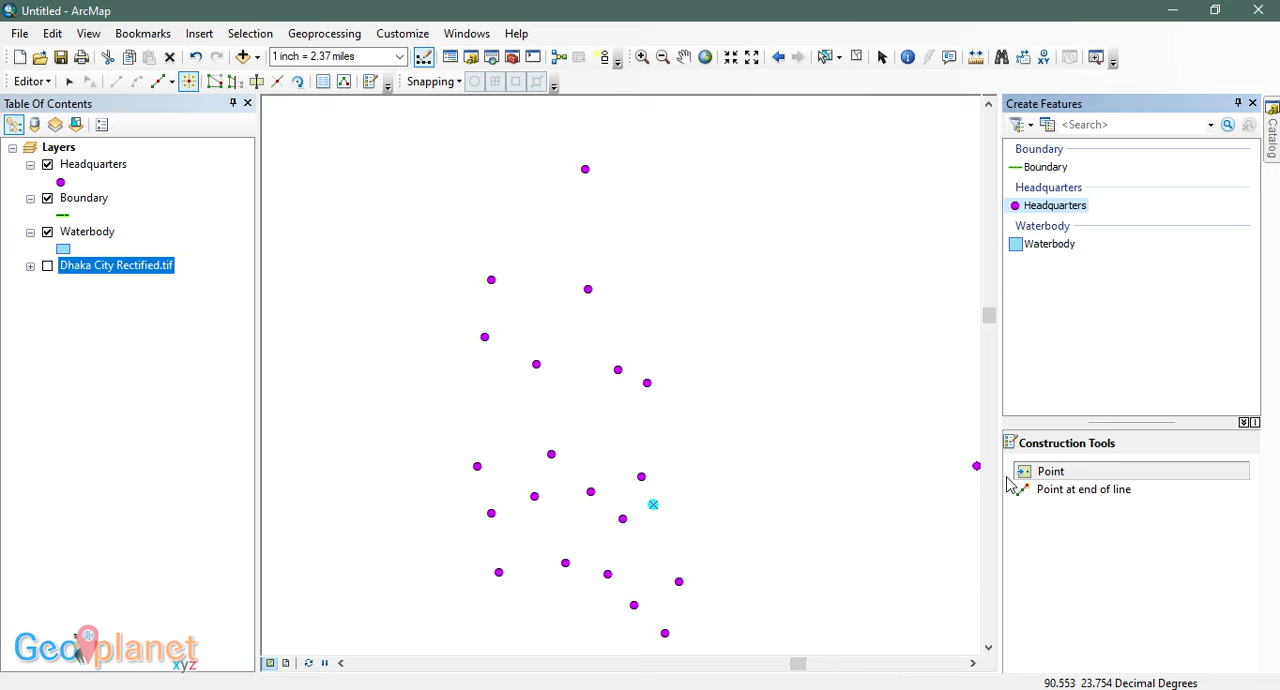 Untitled - ArcMap
File Edit View Bookmarks Insert Selection Geoprocessing Customize Windows Help
1 inch = 2.37 miles
Editor Snapping
Table Of Contents
Layers
Headquarters
Boundary
Waterbody
Dhaka City Rectified.tif
Create Features
<Search>
Boundary
Boundary
Headquarters
Headquarters
Waterbody
Waterbody
Construction Tools
Point
Point at end of line
Catalog
Geoplanet
xyz
90.553 23.754 Decimal Degrees